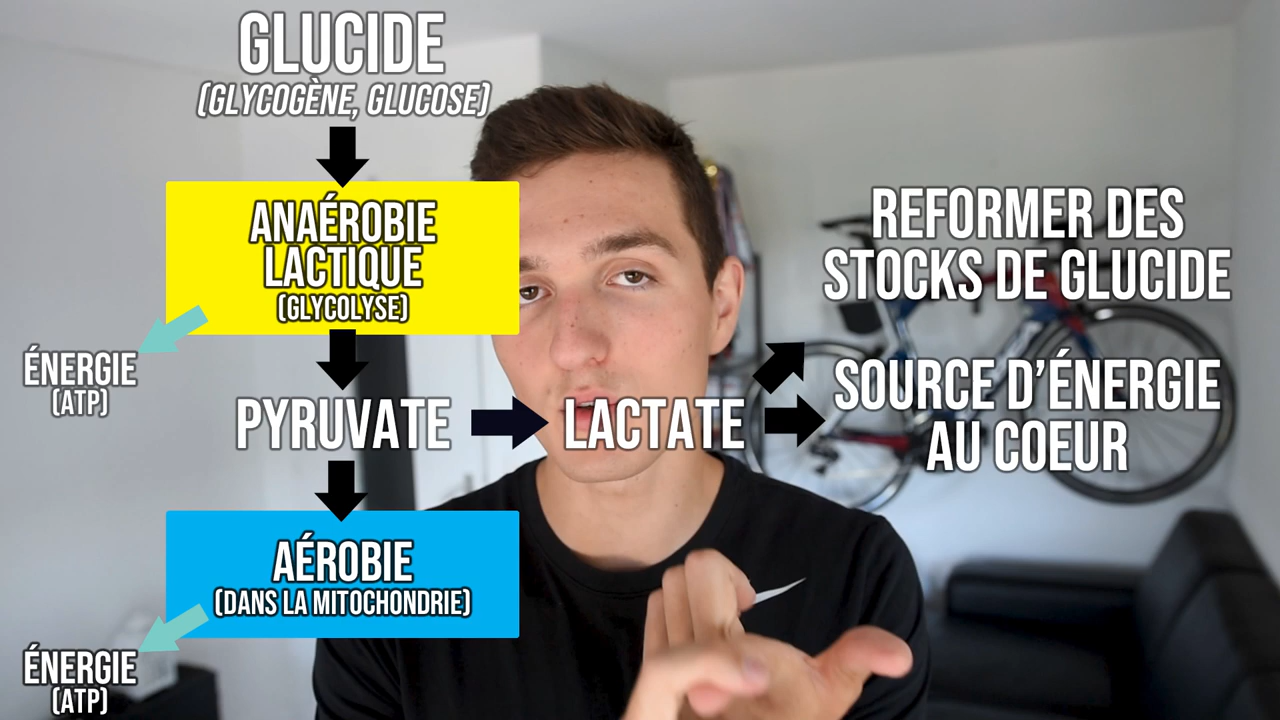 GLUCIDE
(GLYCOGÈNE, GLUCOSE)
ANAÉROBIE
LACTIQUE
(GLYCOLYSE)
ÉNERGIE
(ATP)
PYRUVATE
LACTATE
REFORMER DES
STOCKS DE GLUCIDE
SOURCE D'ÉNERGIE
AU COEUR
AÉROBIE
(DANS LA MITOCHONDRIE)
ÉNERGIE
(ATP)